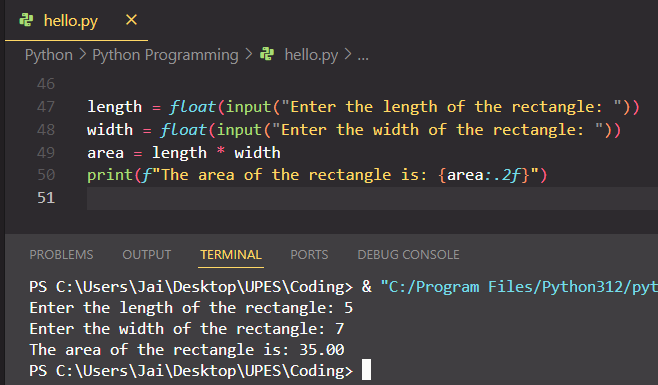 hello.py ×
Python > Python Programming > hello.py > ...
46
47 length = float(input("Enter the length of the rectangle: "))
48 width = float(input("Enter the width of the rectangle: "))
49 area = length * width
50 print(f"The area of the rectangle is: {area:.2f}")
51
PROBLEMS OUTPUT TERMINAL PORTS DEBUG CONSOLE
PS C:\Users\Jai\Desktop\UPES\Coding> & "C:/Program Files/Python312/pyt
Enter the length of the rectangle: 5
Enter the width of the rectangle: 7
The area of the rectangle is: 35.00
PS C:\Users\Jai\Desktop\UPES\Coding>